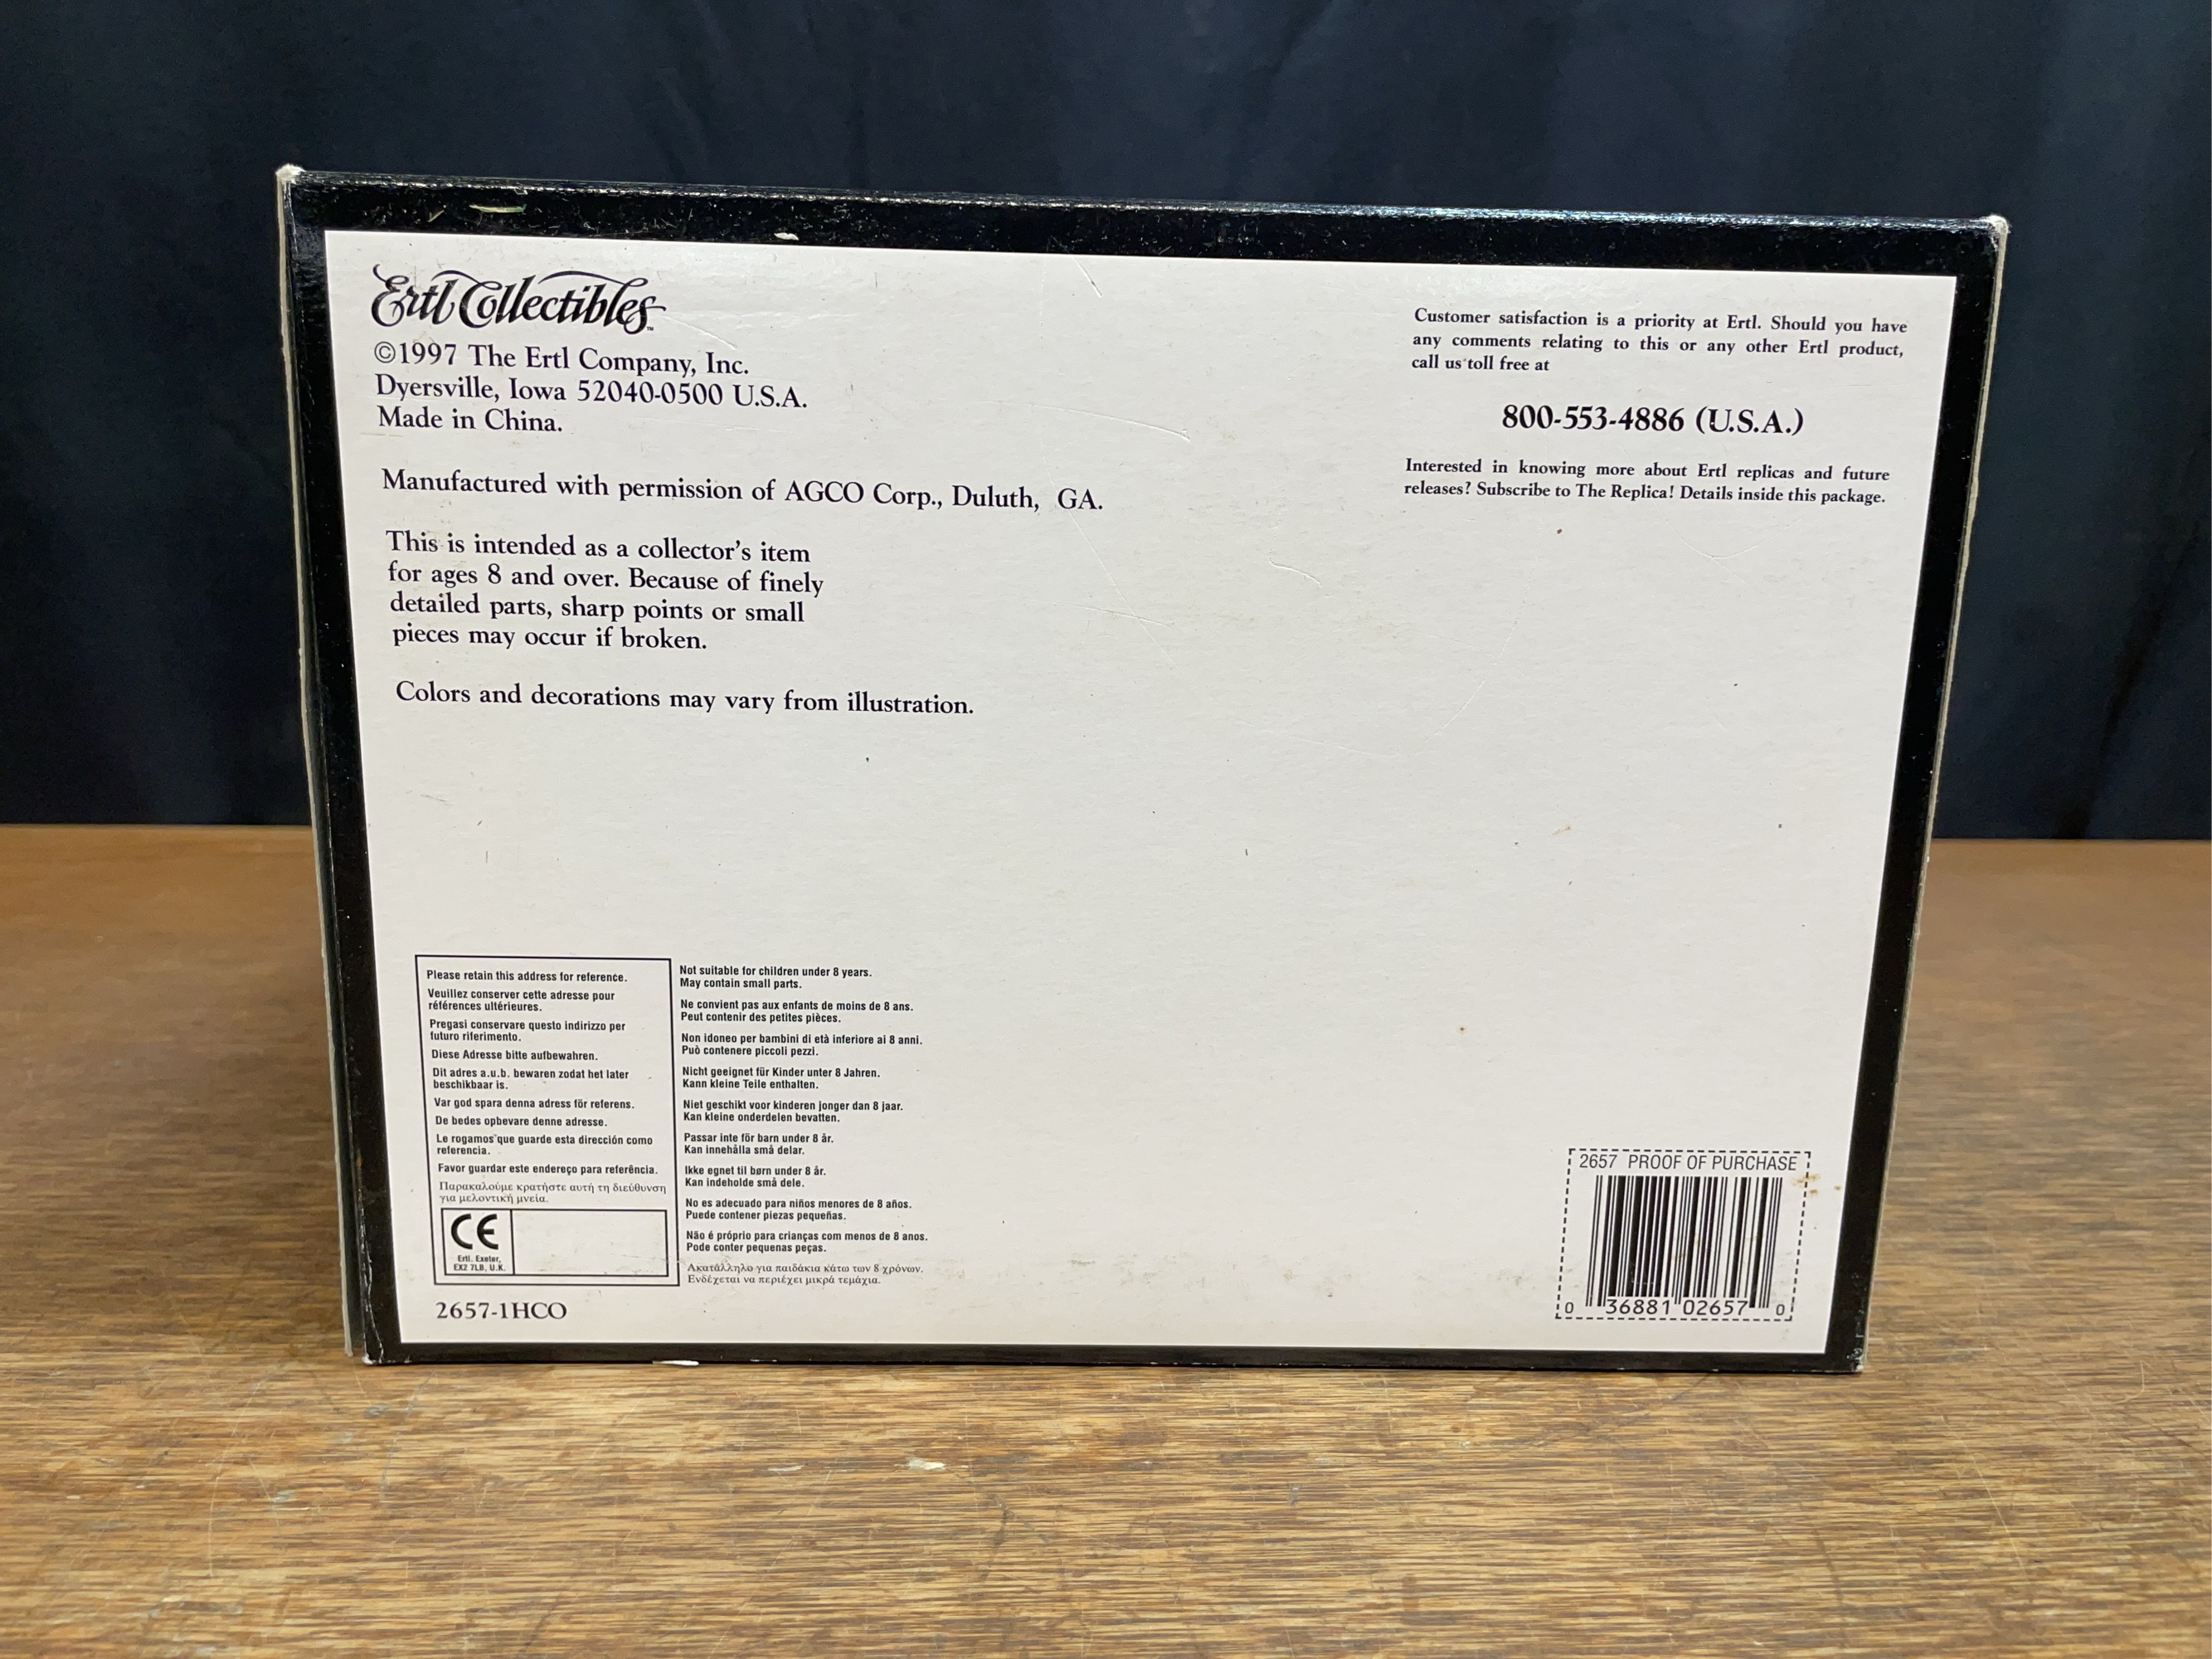 Ertl Collectibles™
©1997 The Ertl Company, Inc.
Dyersville, Iowa 52040-0500 U.S.A.
Made in China.
Manufactured with permission of AGCO Corp., Duluth, GA.
This is intended as a collector's item
for ages 8 and over. Because of finely
detailed parts, sharp points or small
pieces may occur if broken.
Colors and decorations may vary from illustration.
Customer satisfaction is a priority at Ertl. Should you have
any comments relating to this or any other Ertl product,
call us toll free at
800-553-4886 (U.S.A.)
Interested in knowing more about Ertl replicas and future
releases? Subscribe to The Replica! Details inside this package.
Please retain this address for reference.
Veuillez conserver cette adresse pour
références ultérieures.
Pregasi conservare questo indirizzo per
futuro riferimento.
Diese Adresse bitte aufbewahren.
Dit adres a.u.b. bewaren zodat het later
beschikbaar is.
Var god spara denna adress för referens.
De bedes opbevare denne adresse.
Le rogamos que guarde esta dirección como
referencia.
Favor guardar este endereço para referência.
Παρακαλούμε κρατήστε αυτή τη διεύθυνση
για μελοντική μνεία.
CE
Ertl. Exeter,
EX2 7LB, U.K.
Not suitable for children under 8 years.
May contain small parts.
Ne convient pas aux enfants de moins de 8 ans.
Peut contenir des petites pièces.
Non idoneo per bambini di età inferiore ai 8 anni.
Può contenere piccoli pezzi.
Nicht geeignet für Kinder unter 8 Jahren.
Kann kleine Teile enthalten.
Niet geschikt voor kinderen jonger dan 8 jaar.
Kan kleine onderdelen bevatten.
Passar inte för barn under 8 år.
Kan innehålla små delar.
Ikke egnet til børn under 8 år.
Kan indeholde små dele.
No es adecuado para niños menores de 8 años.
Puede contener piezas pequeñas.
Não é próprio para crianças com menos de 8 anos.
Pode conter pequenas peças.
Ακατάλληλο για παιδάκια κάτω των 8 χρόνων.
Ενδέχεται να περιέχει μικρά τεμάχια.
2657-1HCO
2657 PROOF OF PURCHASE
0 36881 02657 0